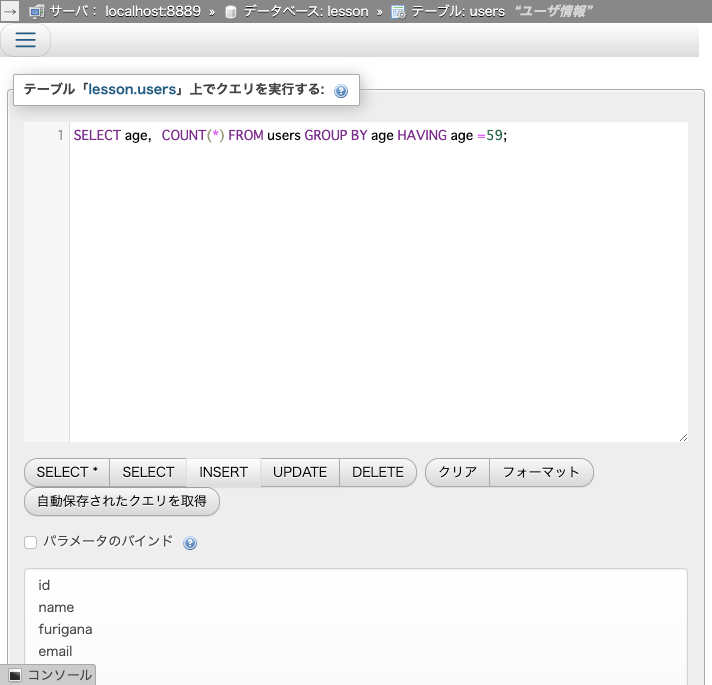 → サーバ： localhost:8889 » データベース: lesson » テーブル: users “ユーザ情報”
テーブル「lesson.users」上でクエリを実行する:
1 SELECT age, COUNT(*) FROM users GROUP BY age HAVING age =59;
SELECT * SELECT INSERT UPDATE DELETE クリア フォーマット
自動保存されたクエリを取得
パラメータのバインド
id
name
furigana
email
コンソール